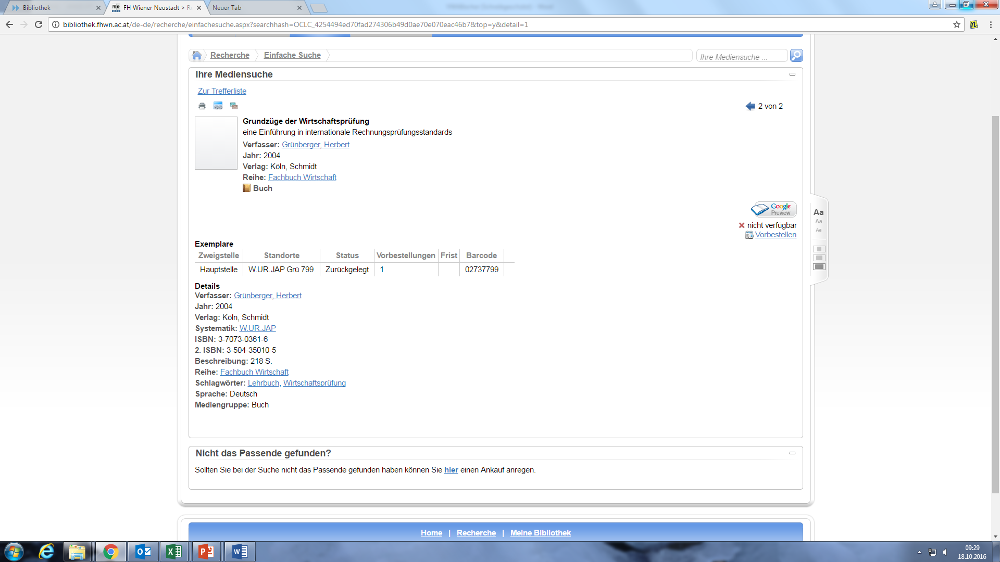 Bibliothek
FH Wiener Neustadt > R
Neuer Tab
bibliothek.fhwn.ac.at/de-de/recherche/einfachesuche.aspx?searchhash=OCLC_4254494ed70fad274306b49d0ae70e070eac46b7&top=y&detail=1
Recherche
Einfache Suche
Ihre Mediensuche ...
Ihre Mediensuche
Zur Trefferliste
2 von 2
Grundzüge der Wirtschaftsprüfung
eine Einführung in internationale Rechnungsprüfungsstandards
Verfasser: Grünberger, Herbert
Jahr: 2004
Verlag: Köln, Schmidt
Reihe: Fachbuch Wirtschaft
Buch
Google
Preview
nicht verfügbar
Vorbestellen
Aa
Aa
Aa
Exemplare
Zweigstelle Standorte Status Vorbestellungen Frist Barcode
Hauptstelle W.UR.JAP Grü 799 Zurückgelegt 1 02737799
Details
Verfasser: Grünberger, Herbert
Jahr: 2004
Verlag: Köln, Schmidt
Systematik: W.UR.JAP
ISBN: 3-7073-0361-6
2. ISBN: 3-504-35010-5
Beschreibung: 218 S.
Reihe: Fachbuch Wirtschaft
Schlagwörter: Lehrbuch, Wirtschaftsprüfung
Sprache: Deutsch
Mediengruppe: Buch
Nicht das Passende gefunden?
Sollten Sie bei der Suche nicht das Passende gefunden haben können Sie hier einen Ankauf anregen.
Home | Recherche | Meine Bibliothek
09:29
18.10.2016